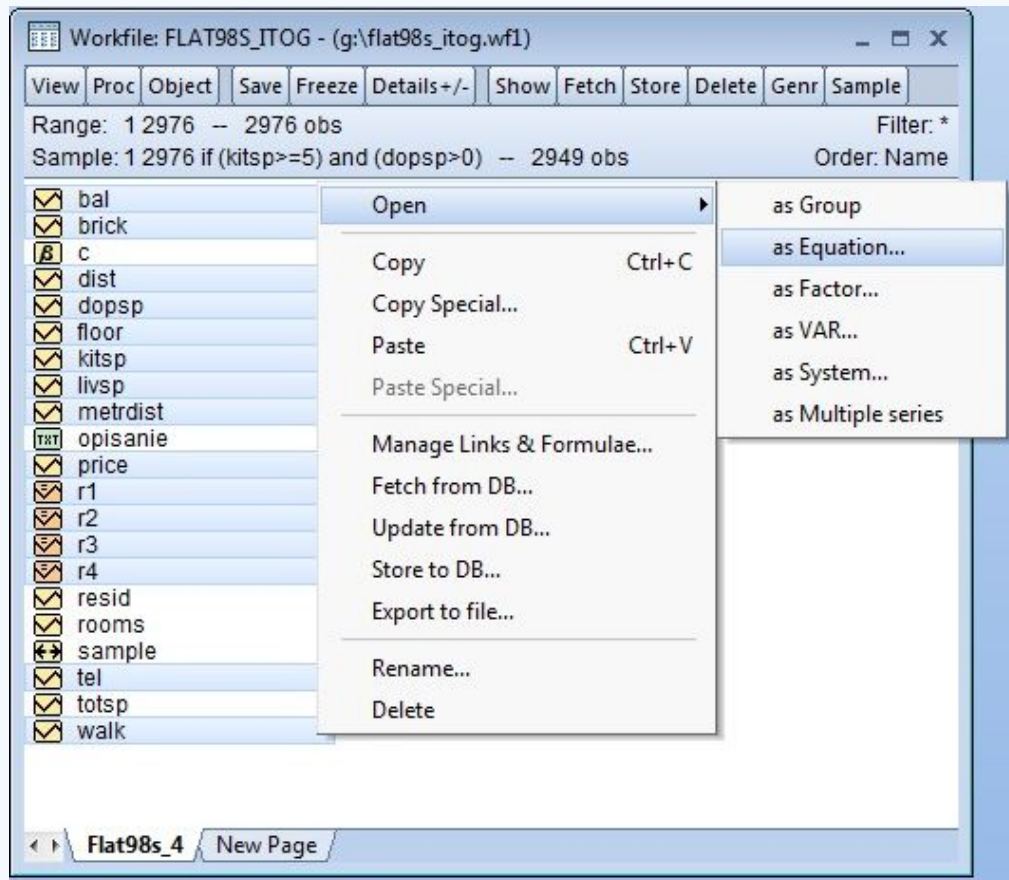 Workfile: FLAT98S_ITOG - (g:\flat98s_itog.wf1)
View Proc Object Save Freeze Details+/- Show Fetch Store Delete Genr Sample
Range: 1 2976 -- 2976 obs Filter: *
Sample: 1 2976 if (kitsp>=5) and (dopsp>0) -- 2949 obs Order: Name
bal
brick
β c
dist
dopsp
floor
kitsp
livsp
metrdist
TXT opisanie
price
r1
r2
r3
r4
resid
rooms
sample
tel
totsp
walk
Open
Copy Ctrl+C
Copy Special...
Paste Ctrl+V
Paste Special...
Manage Links & Formulae...
Fetch from DB...
Update from DB...
Store to DB...
Export to file...
Rename...
Delete
as Group
as Equation...
as Factor...
as VAR...
as System...
as Multiple series
Flat98s_4 New Page